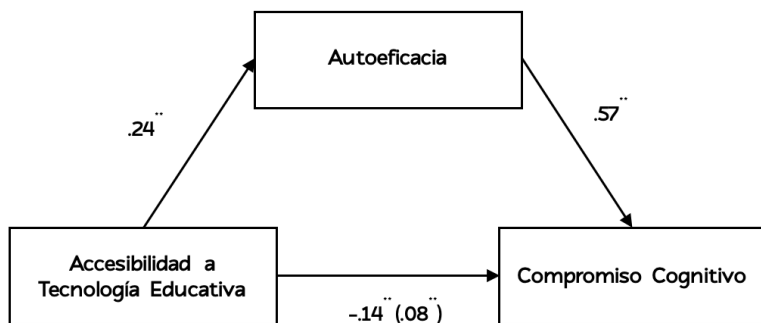 Autoeficacia
.24¨
.57¨
Accesibilidad a
Tecnología Educativa
Compromiso Cognitivo
-.14¨(.08¨)